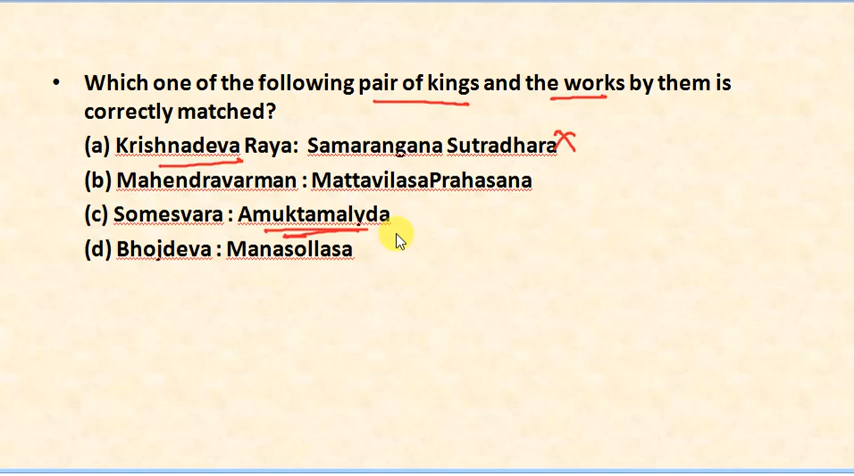 • Which one of the following pair of kings and the works by them is
correctly matched?
(a) Krishnadeva Raya: Samarangana Sutradhara
(b) Mahendravarman : MattavilasaPrahasana
(c) Somesvara : Amuktamalyda
(d) Bhojdeva : Manasollasa